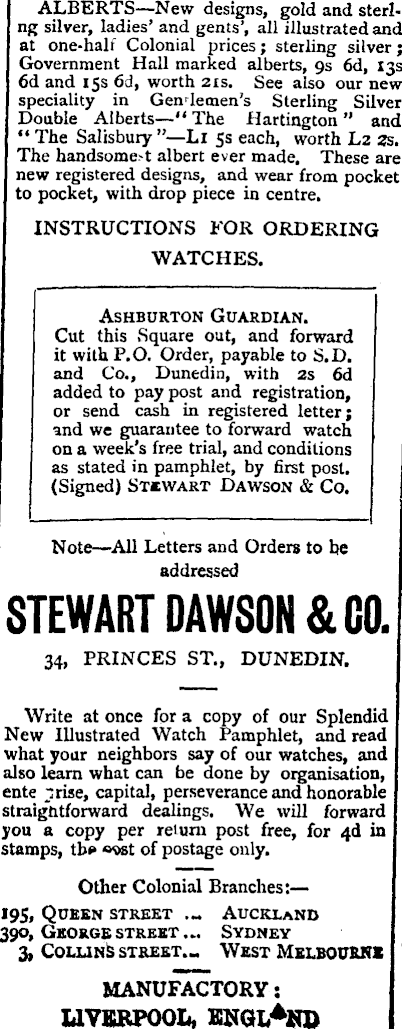 ALBERTS—New designs, gold and sterl-
ng silver, ladies' and gents', all illustrated and
at one-half Colonial prices; sterling silver;
Government Hall marked alberts, 9s 6d, 13s
6d and 15s 6d, worth 21s. See also our new
speciality in Gentlemen's Sterling Silver
Double Alberts—"The Hartington" and
"The Salisbury"—L1 5s each, worth L2 2s.
The handsomest albert ever made. These are
new registered designs, and wear from pocket
to pocket, with drop piece in centre.
INSTRUCTIONS FOR ORDERING
WATCHES.
ASHBURTON GUARDIAN.
Cut this Square out, and forward
it with P.O. Order, payable to S.D.
and Co., Dunedin, with 2s 6d
added to pay post and registration,
or send cash in registered letter;
and we guarantee to forward watch
on a week's free trial, and conditions
as stated in pamphlet, by first post.
(Signed) STEWART DAWSON & CO.
Note—All Letters and Orders to be
addressed
STEWART DAWSON & CO.
34, PRINCES ST., DUNEDIN.
Write at once for a copy of our Splendid
New Illustrated Watch Pamphlet, and read
what your neighbors say of our watches, and
also learn what can be done by organisation,
enterprise, capital, perseverance and honorable
straightforward dealings. We will forward
you a copy per return post free, for 4d in
stamps, the cost of postage only.
Other Colonial Branches:—
195, QUEEN STREET ... AUCKLAND
390, GEORGE STREET ... SYDNEY
3, COLLINS STREET... WEST MELBOURNE
MANUFACTORY:
LIVERPOOL, ENGLAND